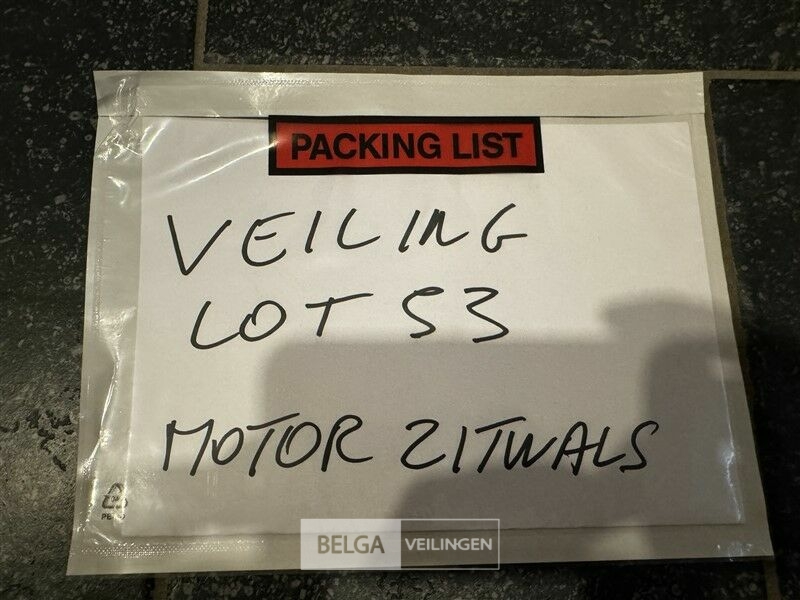 PACKING LIST
VEILING
LOT 53
MOTOR ZITWALS
BELGA VEILINGEN